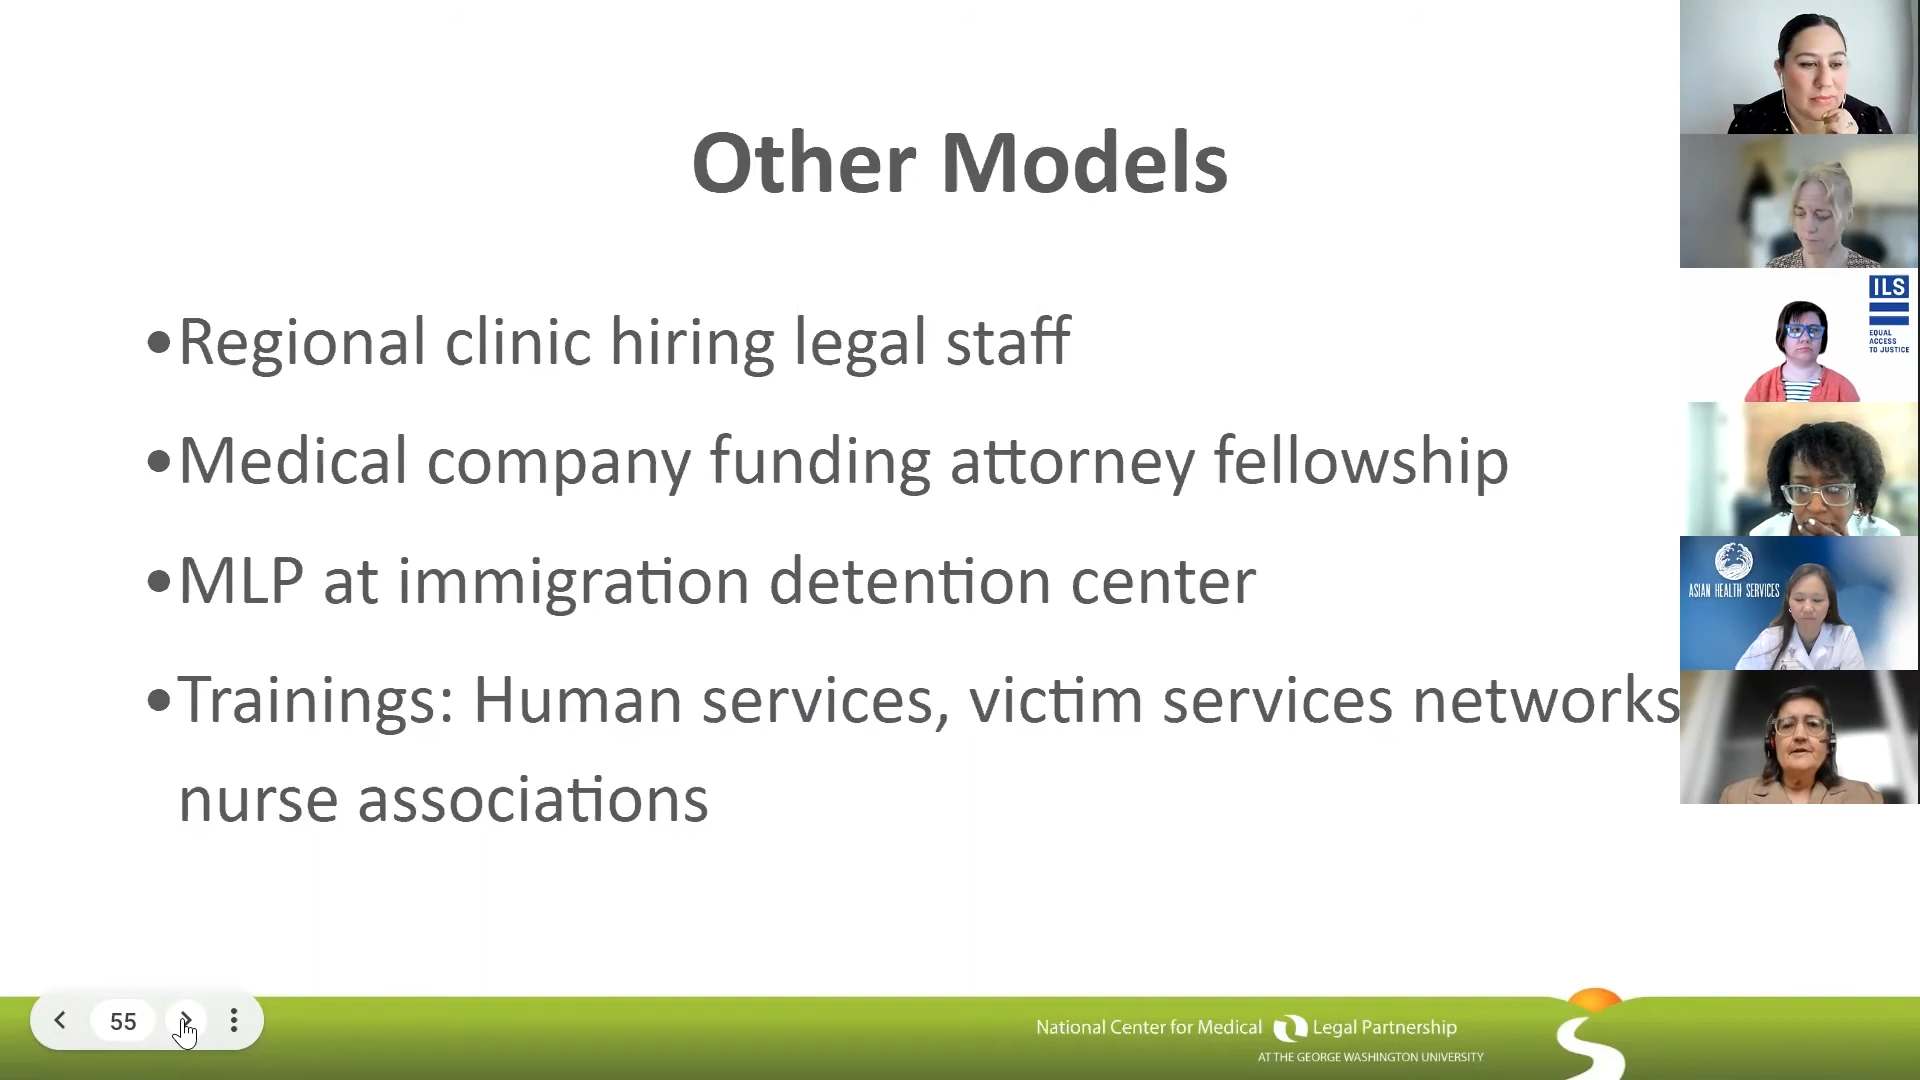 Other Models
•Regional clinic hiring legal staff
•Medical company funding attorney fellowship
•MLP at immigration detention center
•Trainings: Human services, victim services networks
nurse associations
ILS
EQUAL
ACCESS
TO JUSTICE
ASIAN HEALTH SERVICES
55
National Center for Medical Legal Partnership
AT THE GEORGE WASHINGTON UNIVERSITY